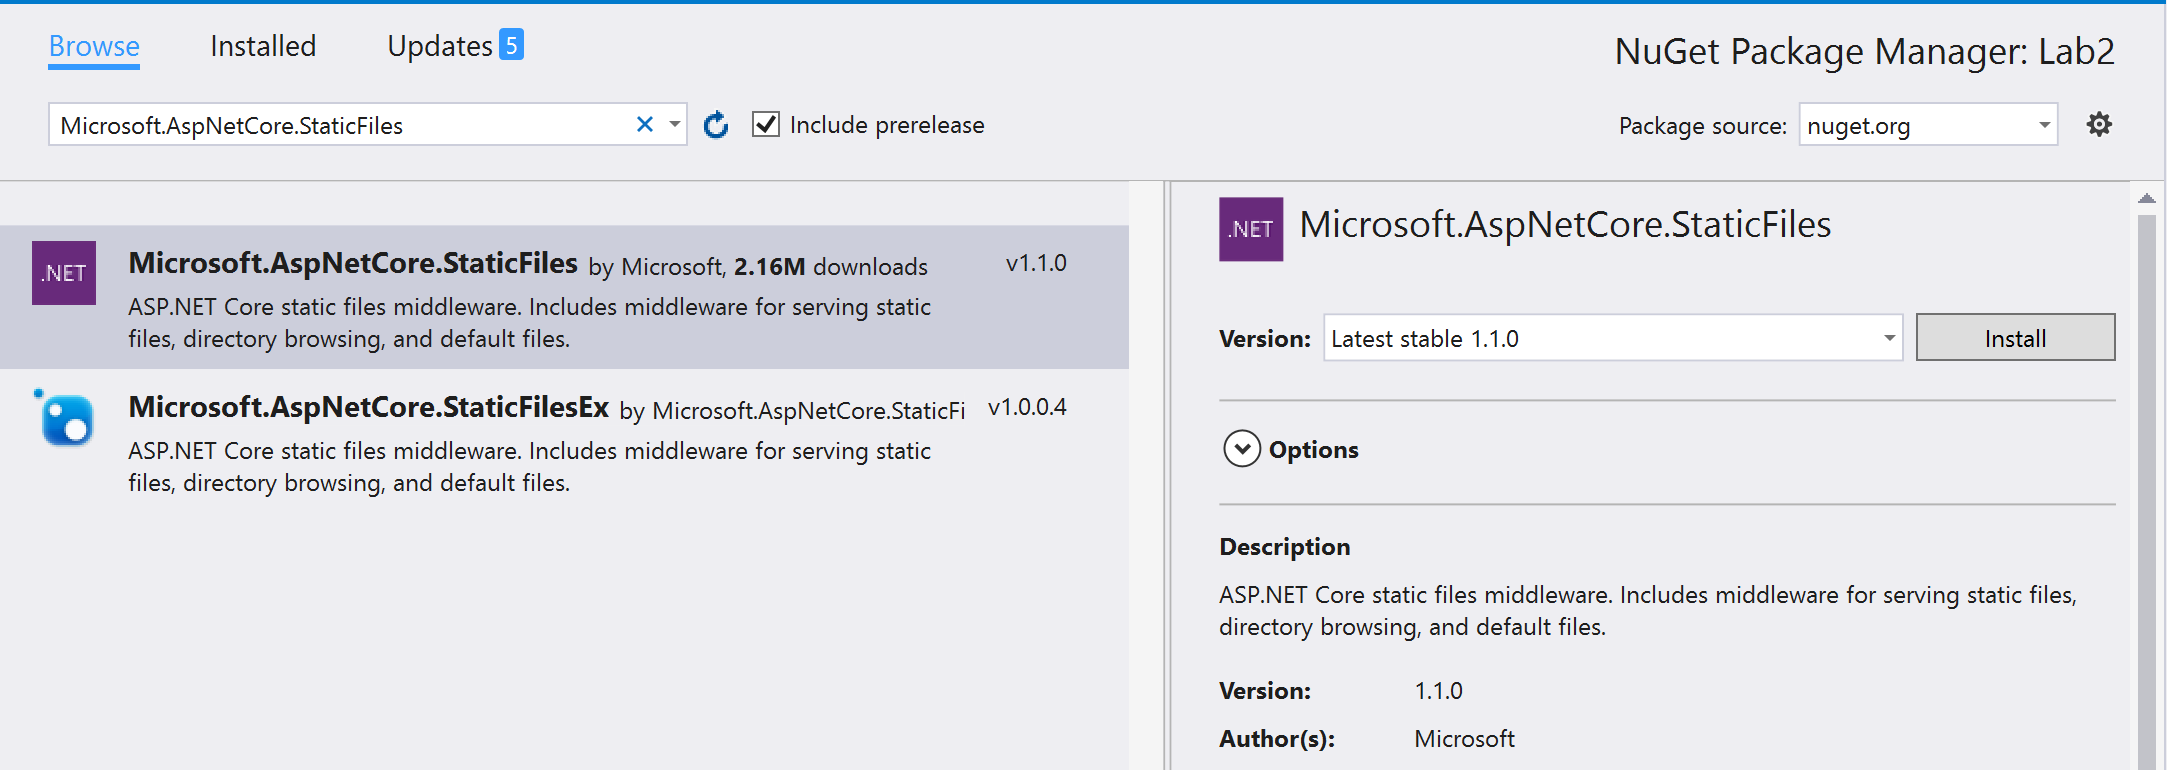 Browse Installed Updates 5
NuGet Package Manager: Lab2
Microsoft.AspNetCore.StaticFiles
Include prerelease
Package source: nuget.org
.NET
Microsoft.AspNetCore.StaticFiles by Microsoft, 2.16M downloads v1.1.0
ASP.NET Core static files middleware. Includes middleware for serving static
files, directory browsing, and default files.
Microsoft.AspNetCore.StaticFilesEx by Microsoft.AspNetCore.StaticFi v1.0.0.4
ASP.NET Core static files middleware. Includes middleware for serving static
files, directory browsing, and default files.
.NET
Microsoft.AspNetCore.StaticFiles
Version: Latest stable 1.1.0 Install
Options
Description
ASP.NET Core static files middleware. Includes middleware for serving static files,
directory browsing, and default files.
Version: 1.1.0
Author(s): Microsoft